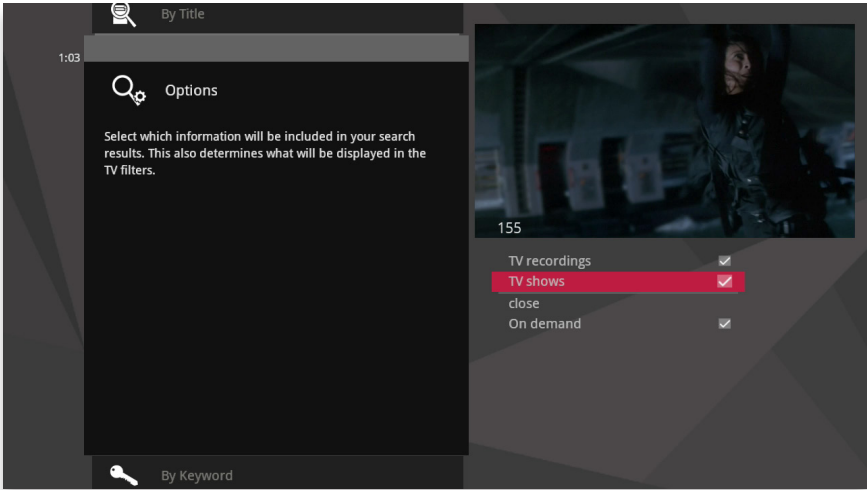 By Title
1:03
Options
Select which information will be included in your search
results. This also determines what will be displayed in the
TV filters.
By Keyword
155
TV recordings
TV shows
close
On demand